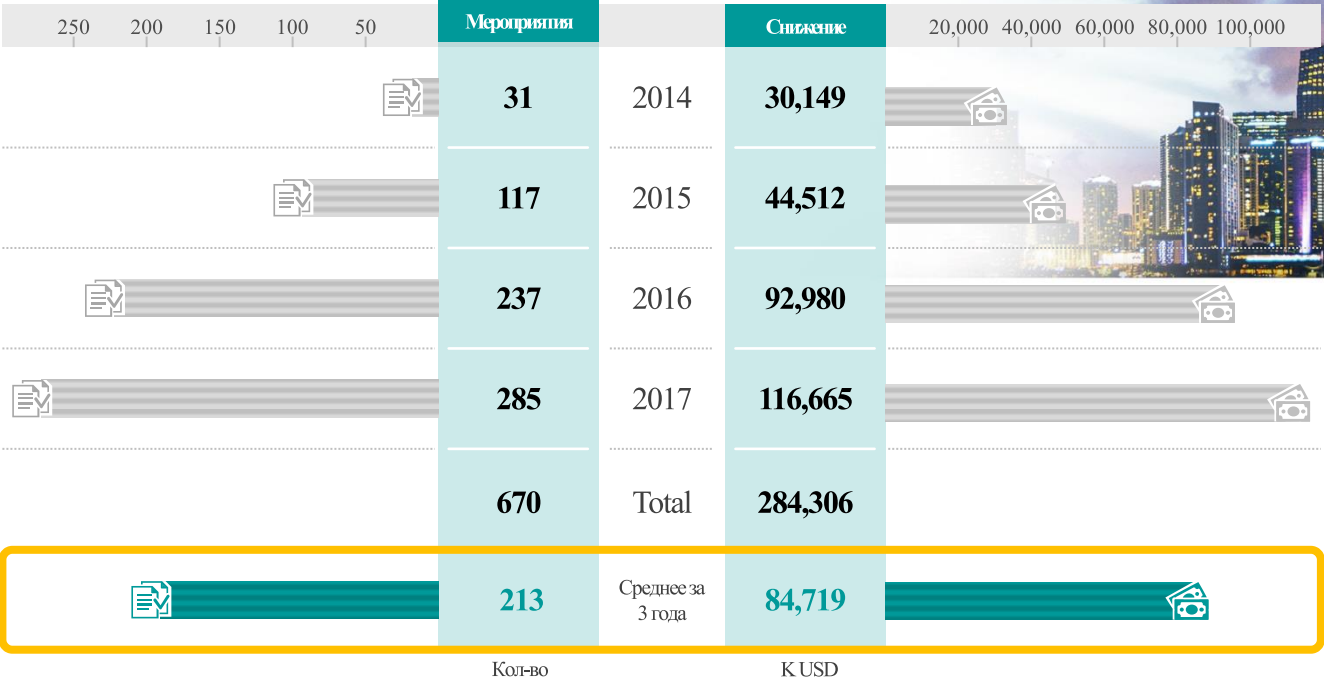 250 200 150 100 50 Мероприятия Снижение 20,000 40,000 60,000 80,000 100,000
31 2014 30,149
117 2015 44,512
237 2016 92,980
285 2017 116,665
670 Total 284,306
213 Среднее за 3 года 84,719
Кол-во K USD